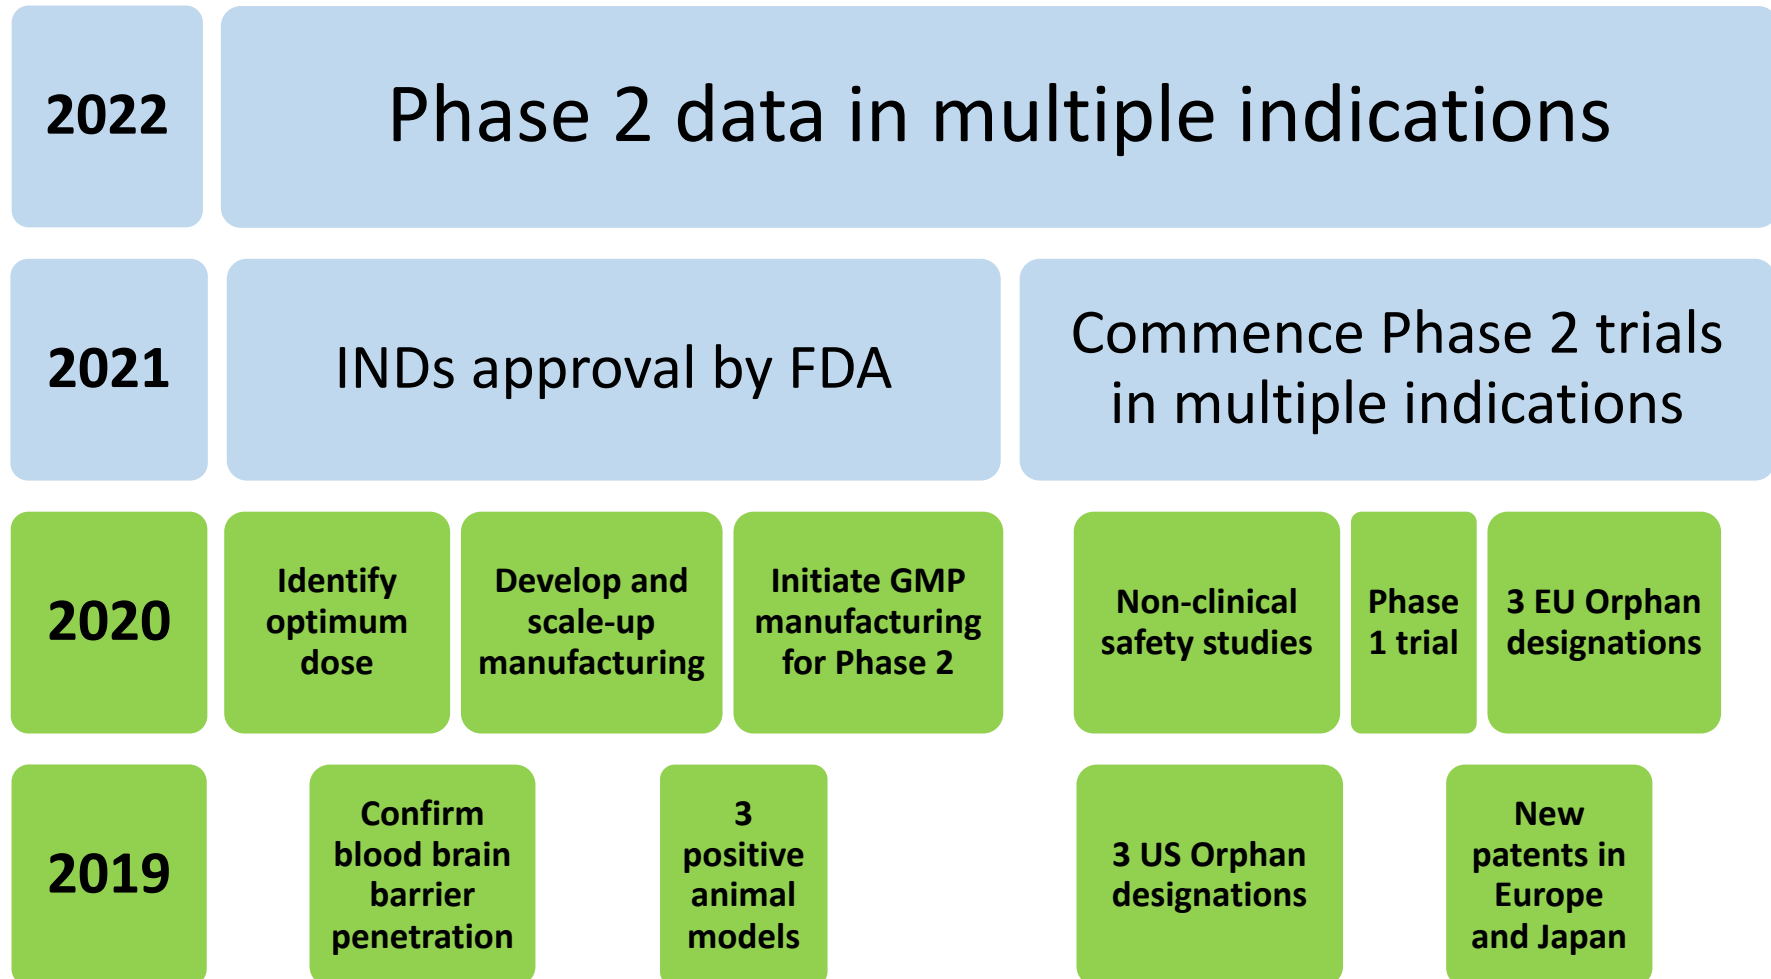 2022
Phase 2 data in multiple indications
2021
INDs approval by FDA
Commence Phase 2 trials
in multiple indications
2020
Identify
optimum
dose
Develop and
scale-up
manufacturing
Initiate GMP
manufacturing
for Phase 2
Non-clinical
safety studies
Phase
1 trial
3 EU Orphan
designations
2019
Confirm
blood brain
barrier
penetration
3
positive
animal
models
3 US Orphan
designations
New
patents in
Europe
and Japan